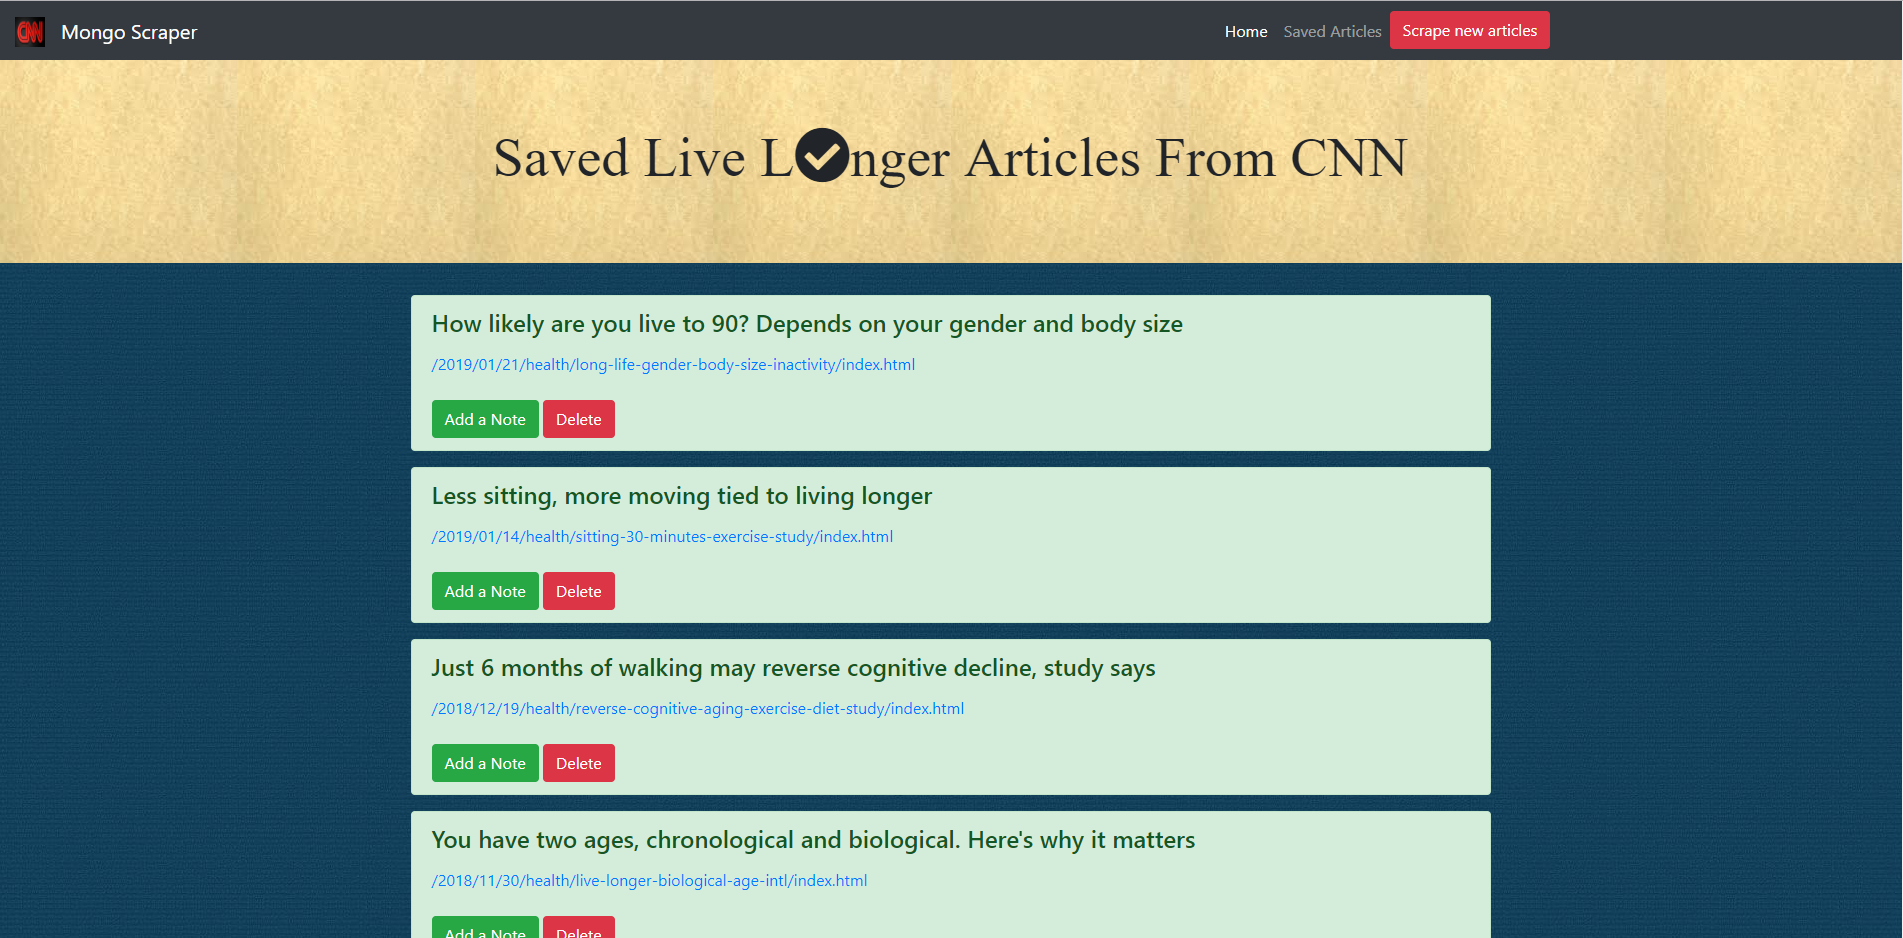 CNN
Mongo Scraper
Home
Saved Articles
Scrape new articles
Saved Live Lnger Articles From CNN
How likely are you live to 90? Depends on your gender and body size
/2019/01/21/health/long-life-gender-body-size-inactivity/index.html
Add a Note
Delete
Less sitting, more moving tied to living longer
/2019/01/14/health/sitting-30-minutes-exercise-study/index.html
Add a Note
Delete
Just 6 months of walking may reverse cognitive decline, study says
/2018/12/19/health/reverse-cognitive-aging-exercise-diet-study/index.html
Add a Note
Delete
You have two ages, chronological and biological. Here's why it matters
/2018/11/30/health/live-longer-biological-age-intl/index.html
Add a Note
Delete